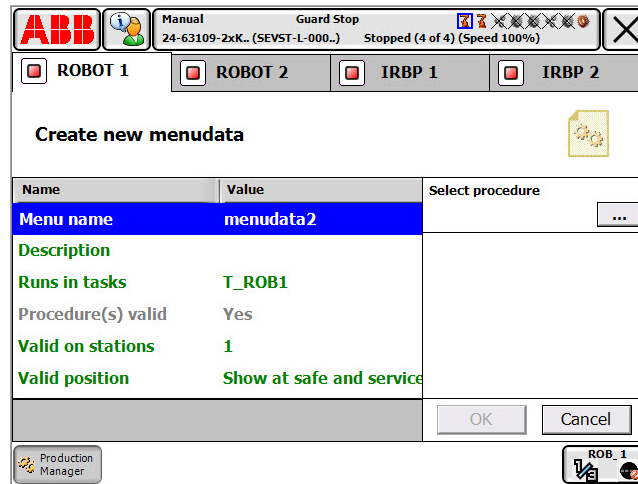 ABB
Manual
Guard Stop
24-63109-2xK.. (SEVST-L-000..)
Stopped (4 of 4) (Speed 100%)
ROBOT 1
ROBOT 2
IRBP 1
IRBP 2
Create new menudata
Name
Value
Select procedure
Menu name
menudata2
...
Description
Runs in tasks
T_ROB1
Procedure(s) valid
Yes
Valid on stations
1
Valid position
Show at safe and service
OK
Cancel
Production
Manager
ROB_1
1/3